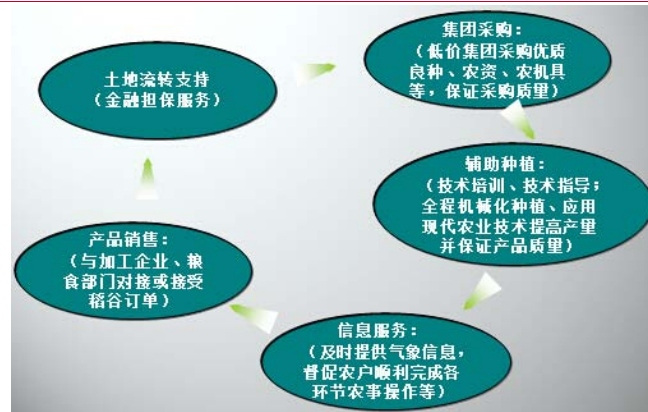 土地流转支持
（金融担保服务）
集团采购：
（低价集团采购优质
良种、农资、农机具
等，保证采购质量）
辅助种植：
（技术培训、技术指导；
全程机械化种植、应用
现代农业技术提高产量
并保证产品质量）
信息服务：
（及时提供气象信息，
督促农户顺利完成各
环节农事操作等）
产品销售：
（与加工企业、粮
食部门对接或接受
稻谷订单）